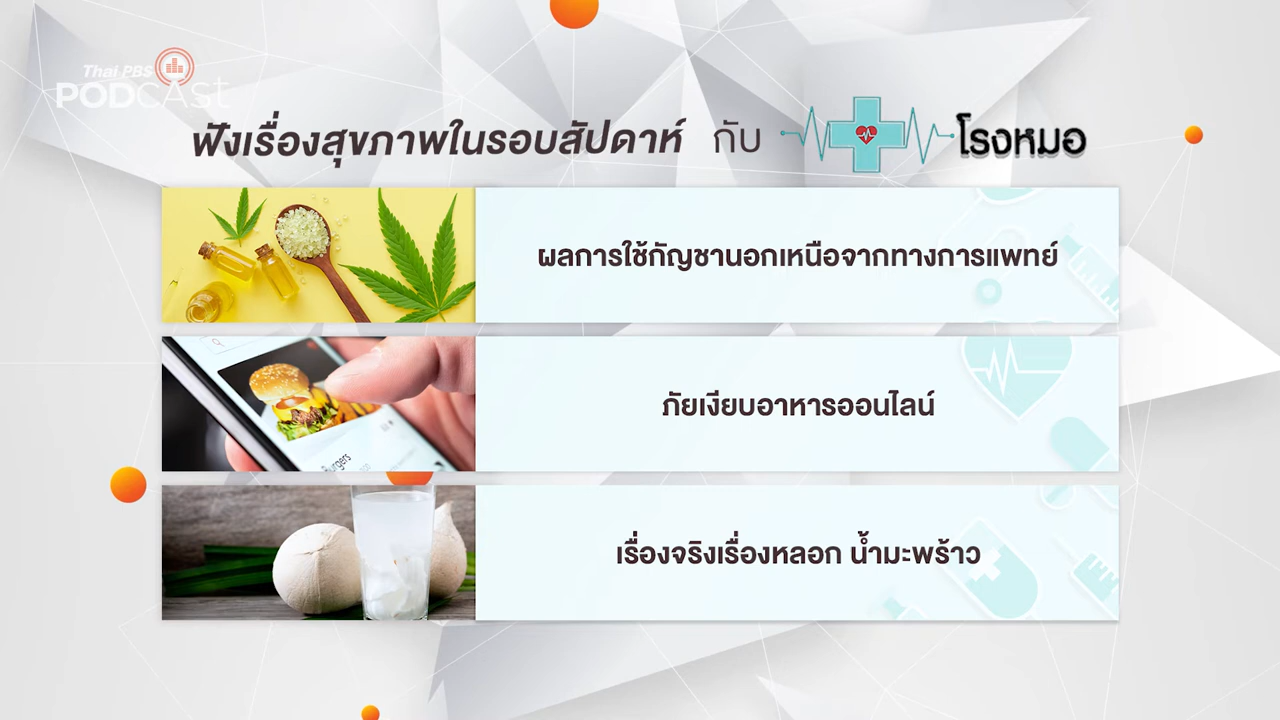 Thai PBS
PODCAST
ฟังเรื่องสุขภาพในรอบสัปดาห์ กับ โรงหมอ
ผลการใช้กัญชานอกเหนือจากทางการแพทย์
ภัยเงียบอาหารออนไลน์
Burgers
เรื่องจริงเรื่องหลอก น้ำมะพร้าว